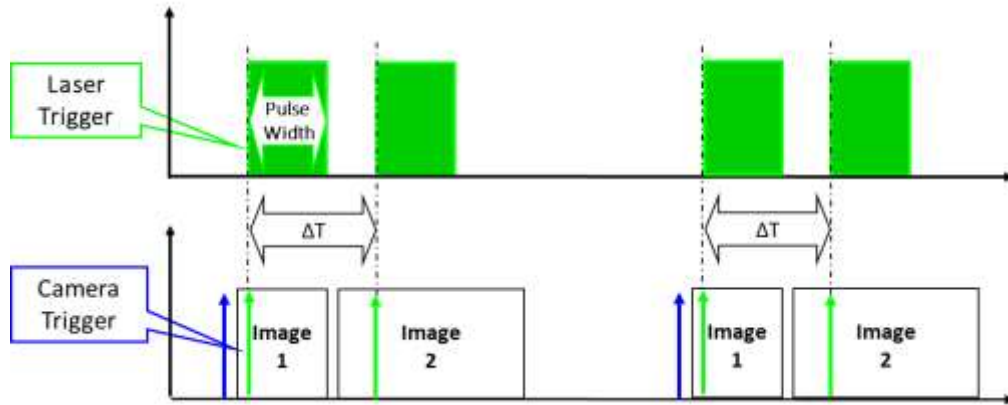 Laser
Trigger
Pulse
Width
ΔT
ΔT
Camera
Trigger
Image
1
Image
2
Image
1
Image
2